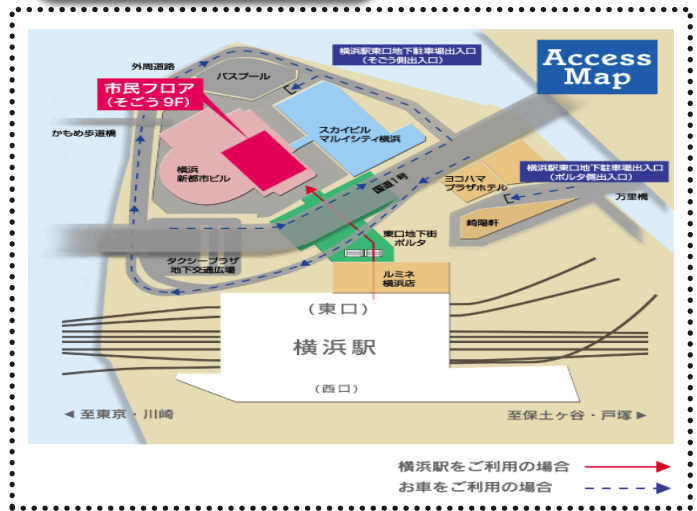 横浜駅東口地下駐車場出入口
(そごう側出入口)
Access
Map
外周道路
バスプール
市民フロア
(そごう9F)
スカイビル
マルイシティ横浜
かもめ歩道橋
横浜
新都市ビル
国道1号
ヨコハマ
プラザホテル
横浜駅東口地下駐車場出入口
(ポルタ側出入口)
万里橋
崎陽軒
東口地下街
ポルタ
タクシープラザ
地下交通広場
ルミネ
横浜店
(東口)
横浜駅
(西口)
◀至東京・川崎
至保土ヶ谷・戸塚▶
横浜駅をご利用の場合
お車をご利用の場合